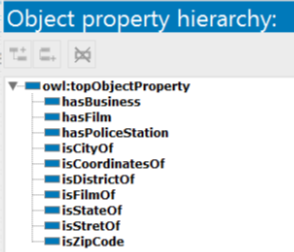 Object property hierarchy:
owl:topObjectProperty
hasBusiness
hasFilm
hasPoliceStation
isCityOf
isCoordinatesOf
isDistrictOf
isFilmOf
isStateOf
isStretOf
isZipCode